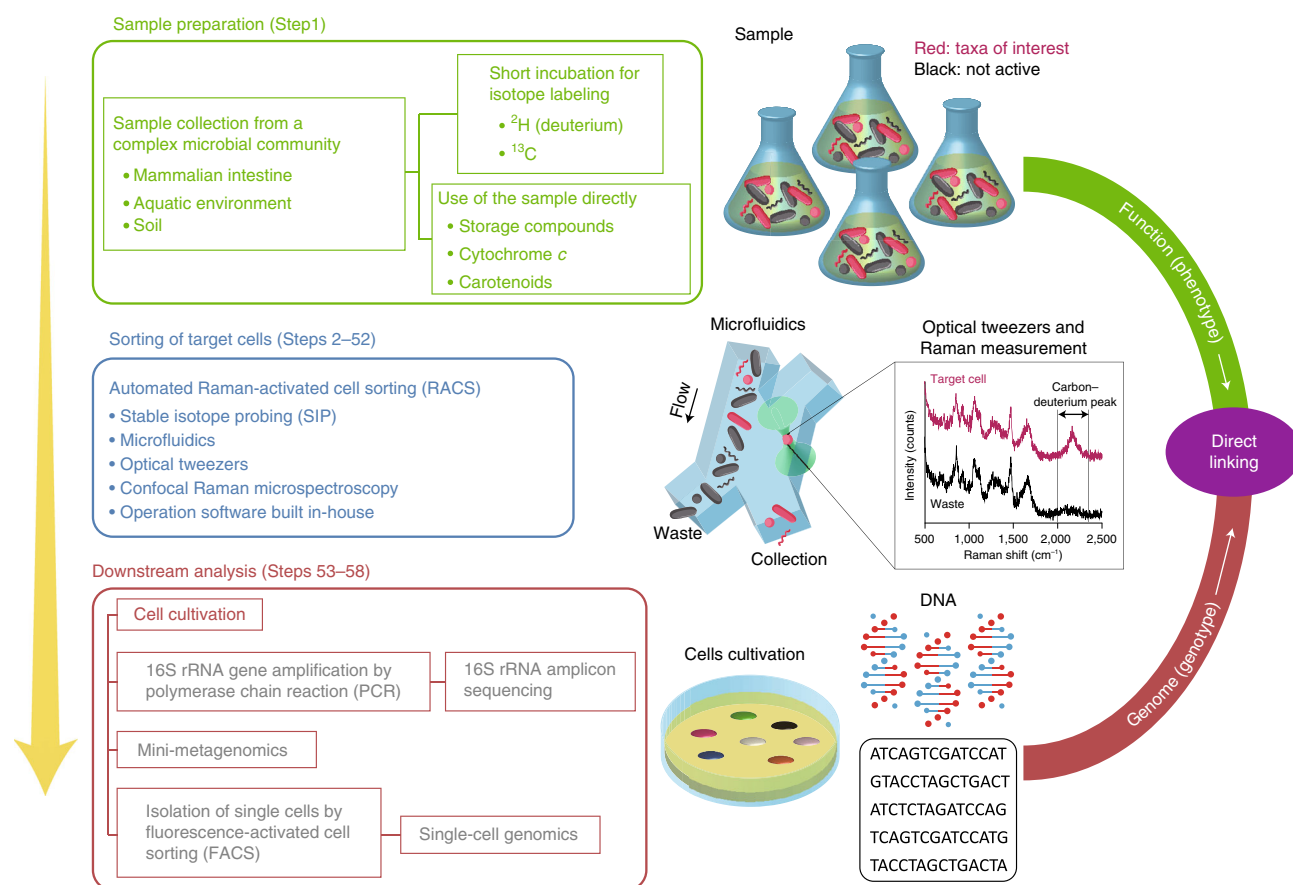 Sample preparation (Step1)
Sample collection from a
complex microbial community
• Mammalian intestine
• Aquatic environment
• Soil
Short incubation for
isotope labeling
• ²H (deuterium)
• ¹³C
Use of the sample directly
• Storage compounds
• Cytochrome c
• Carotenoids
Sample
Red: taxa of interest
Black: not active
Function (phenotype)
Sorting of target cells (Steps 2–52)
Automated Raman-activated cell sorting (RACS)
• Stable isotope probing (SIP)
• Microfluidics
• Optical tweezers
• Confocal Raman microspectroscopy
• Operation software built in-house
Microfluidics
Flow
Waste
Collection
Optical tweezers and
Raman measurement
Target cell
Carbon–
deuterium peak
Waste
Intensity (counts)
500
1,000
1,500
2,000
2,500
Raman shift (cm⁻¹)
Direct
linking
Downstream analysis (Steps 53–58)
Cell cultivation
16S rRNA gene amplification by
polymerase chain reaction (PCR)
16S rRNA amplicon
sequencing
Mini-metagenomics
Isolation of single cells by
fluorescence-activated cell
sorting (FACS)
Single-cell genomics
Cells cultivation
DNA
ATCAGTCGATCCAT
GTACCTAGCTGACT
ATCTCTAGATCCAG
TCAGTCGATCCATG
TACCTAGCTGACTA
Genome (genotype)